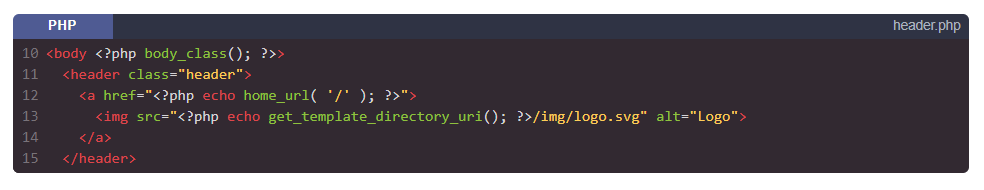 PHP header.php
10 <body <?php body_class(); ?>>
11   <header class="header">
12     <a href="<?php echo home_url( '/' ); ?>">
13       <img src="<?php echo get_template_directory_uri(); ?>/img/logo.svg" alt="Logo">
14     </a>
15   </header>